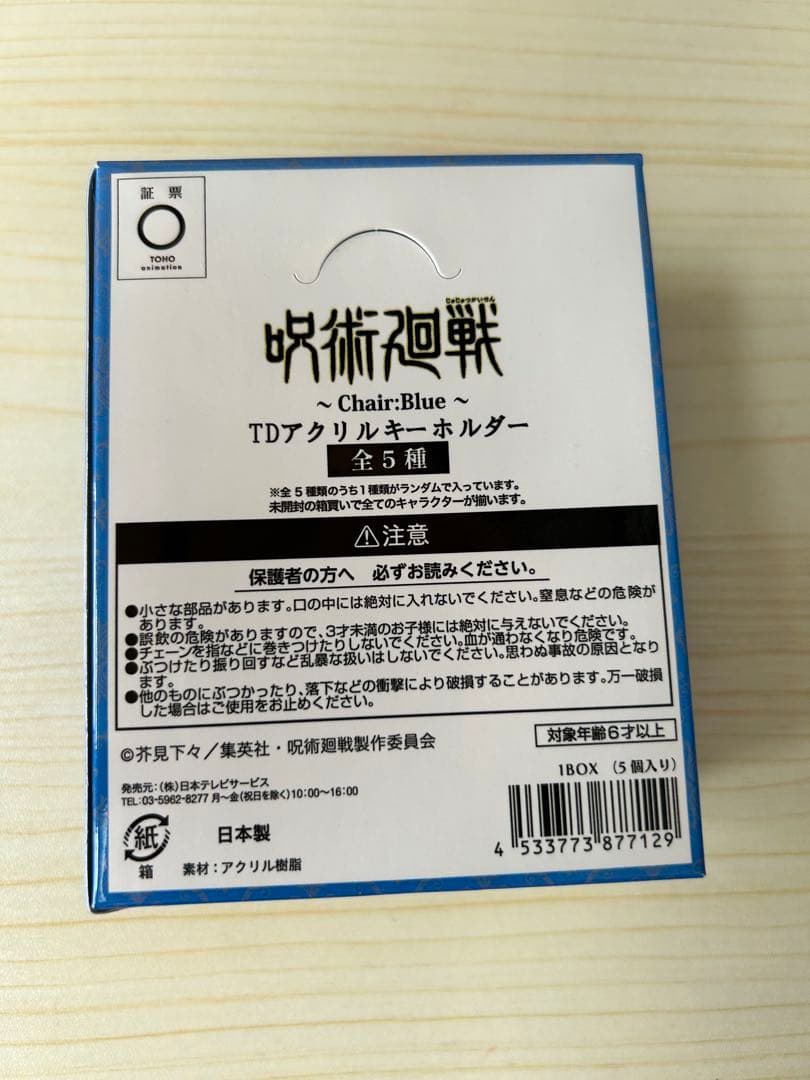 証 票
TOHO
animation
じゅじゅつかいせん
呪術廻戦
~ Chair:Blue ~
TDアクリルキーホルダー
全5種
※全5種類のうち1種類がランダムで入っています。
未開封の箱買いで全てのキャラクターが揃います。
⚠注意
保護者の方へ 必ずお読みください。
●小さな部品があります。口の中には絶対に入れないでください。窒息などの危険が
あります。
●誤飲の危険がありますので、3才未満のお子様には絶対に与えないでください。
●チェーンを指などに巻きつけたりしないでください。血が通わなくなり危険です。
●ぶつけたり振り回すなど乱暴な扱いはしないでください。思わぬ事故の原因となり
ます。
●他のものにぶつかったり、落下などの衝撃により破損することがあります。万一破損
した場合はご使用をお止めください。
対象年齢6才以上
©芥見下々／集英社・呪術廻戦製作委員会
1BOX (5個入り)
発売元:(株)日本テレビサービス
TEL:03-5962-8277 月〜金(祝日を除く)10:00〜16:00
紙
箱
日本製
素材:アクリル樹脂
4 533773 877129